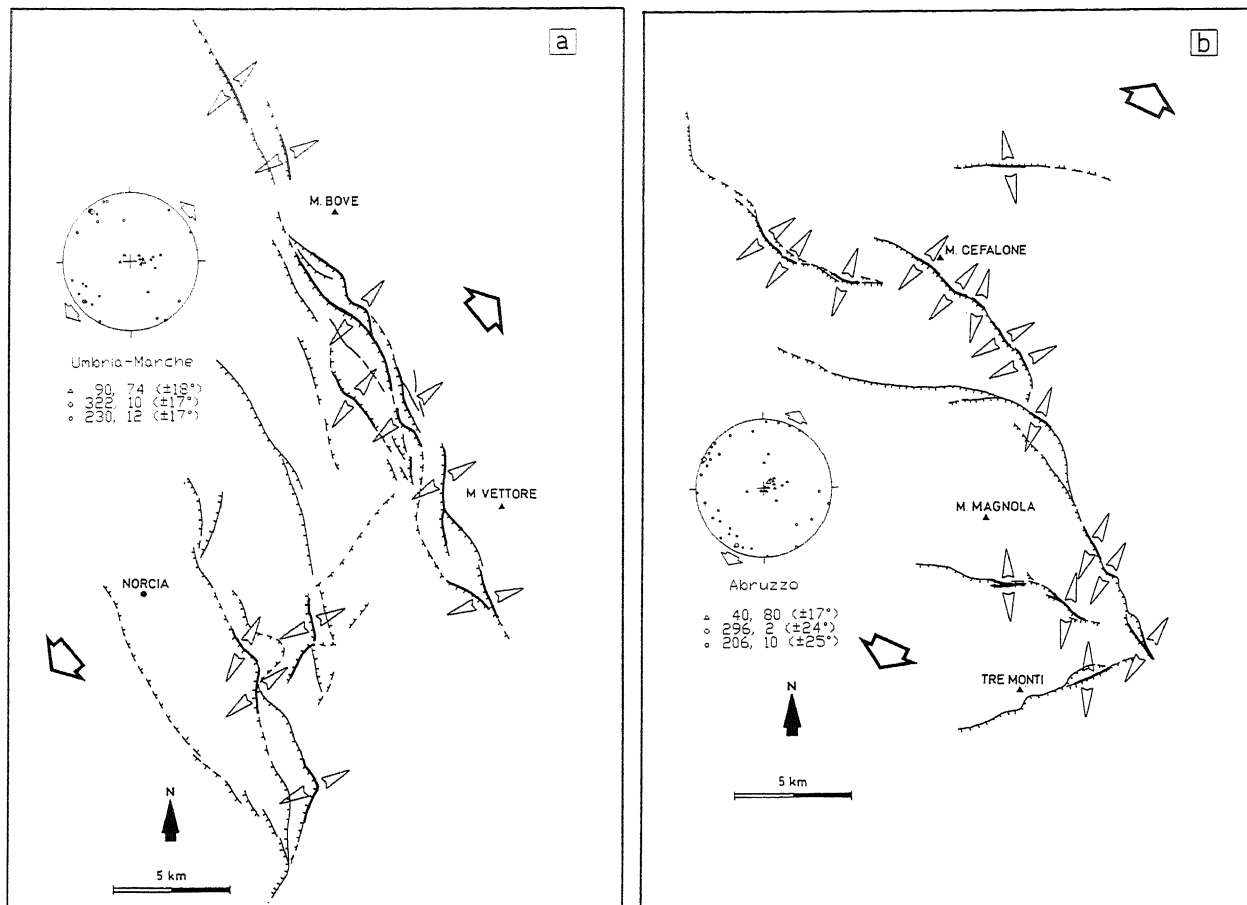 a
M. BOVE
Umbria-Marche
▵ 90, 74 (±18°)
◇ 322, 10 (±17°)
○ 230, 12 (±17°)
M VETTORE
NORCIA
N
5 km
b
M. CEFALONE
M. MAGNOLA
Abruzzo
▵ 40, 80 (±17°)
◇ 296, 2 (±24°)
○ 206, 10 (±25°)
TRE MONTI
N
5 km